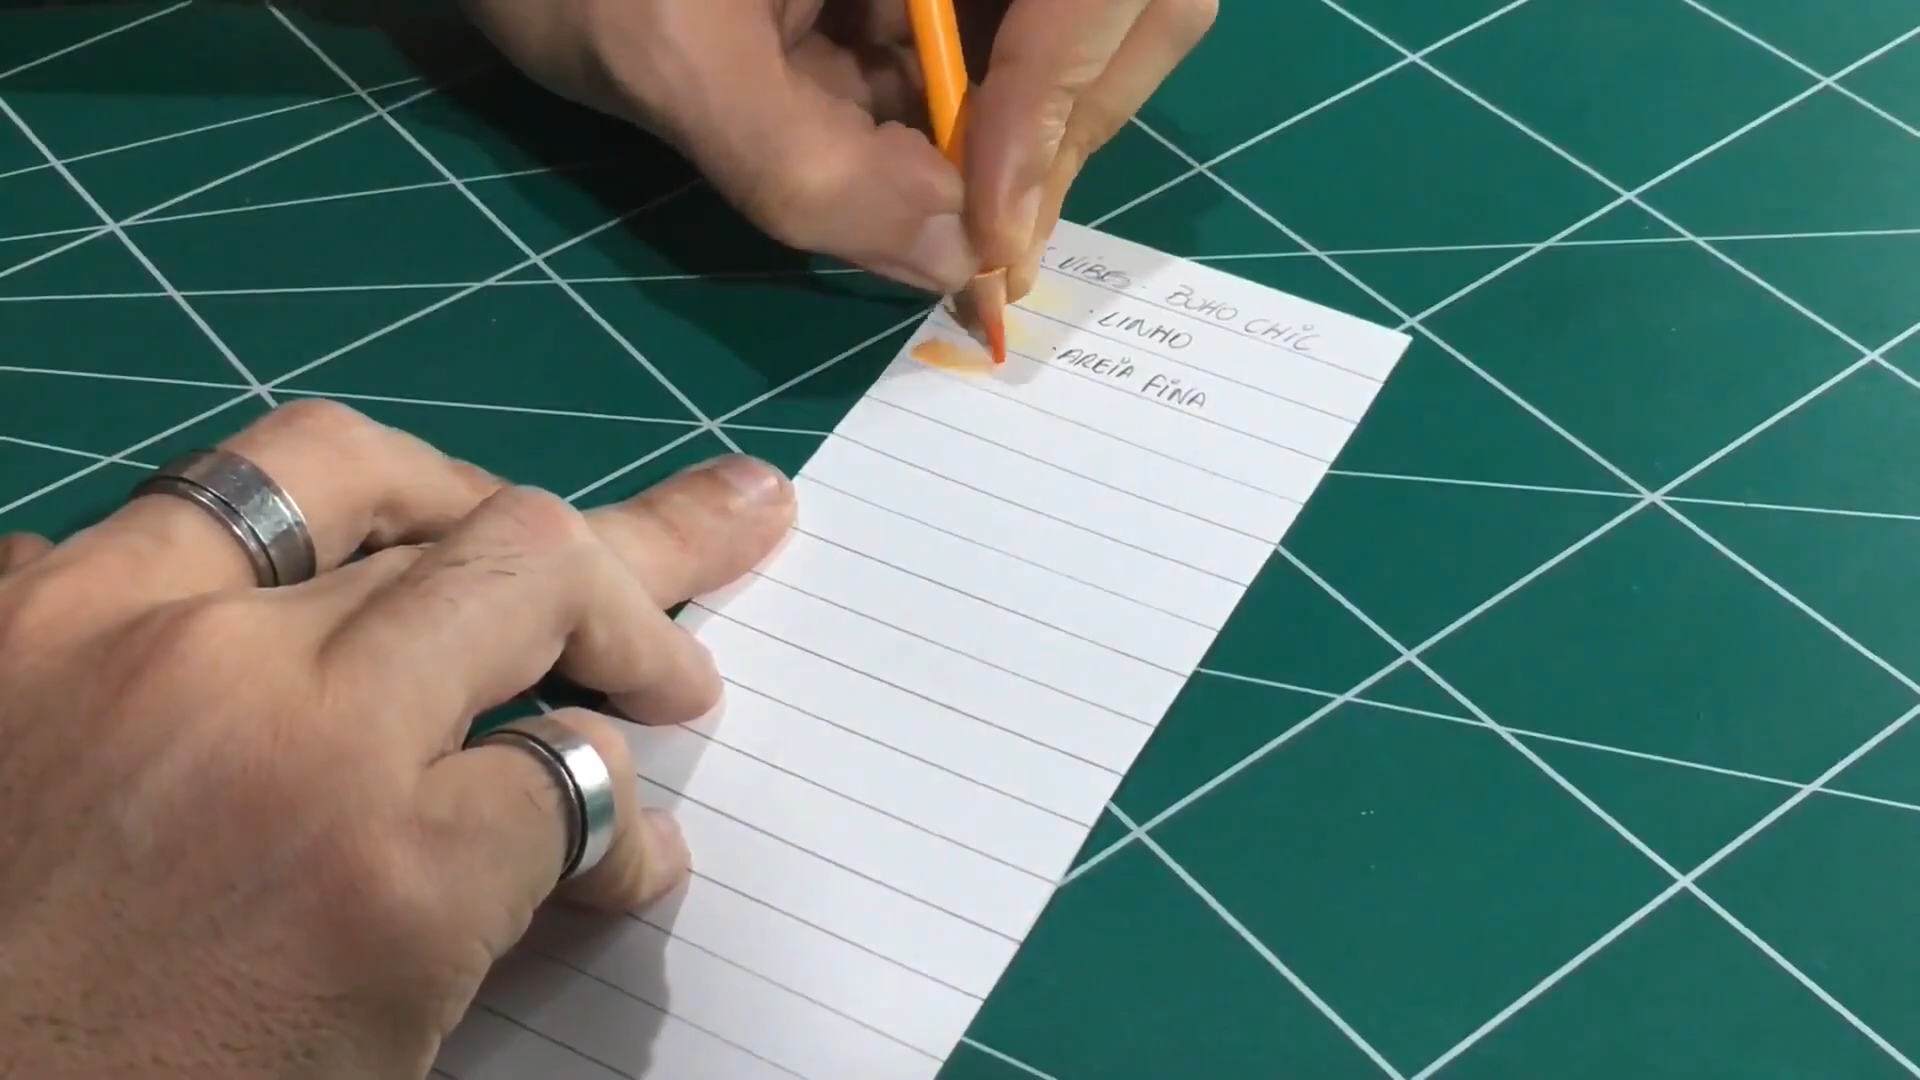 VIBES - BOHO CHiC
· LINHO
· AREiA FiNA